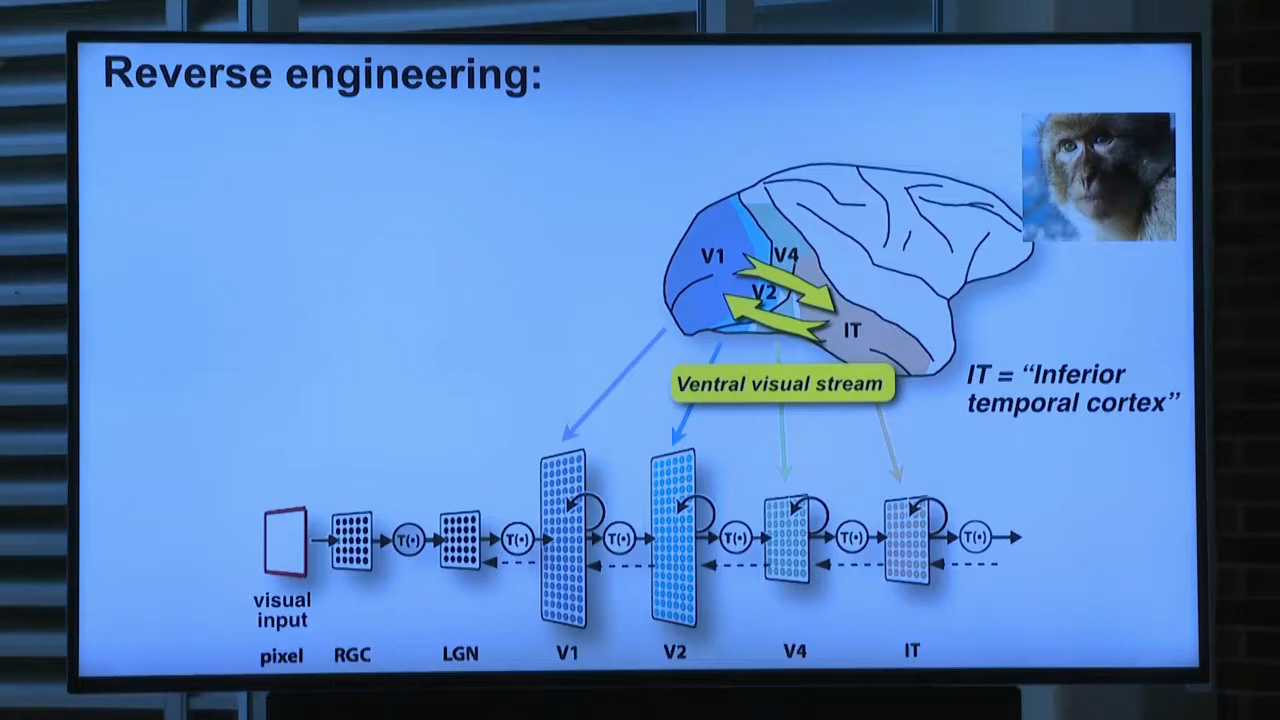 Reverse engineering:
V1
V4
V2
IT
Ventral visual stream
IT = “Inferior
temporal cortex”
T(•)
T(•)
T(•)
T(•)
T(•)
T(•)
visual
input
pixel
RGC
LGN
V1
V2
V4
IT